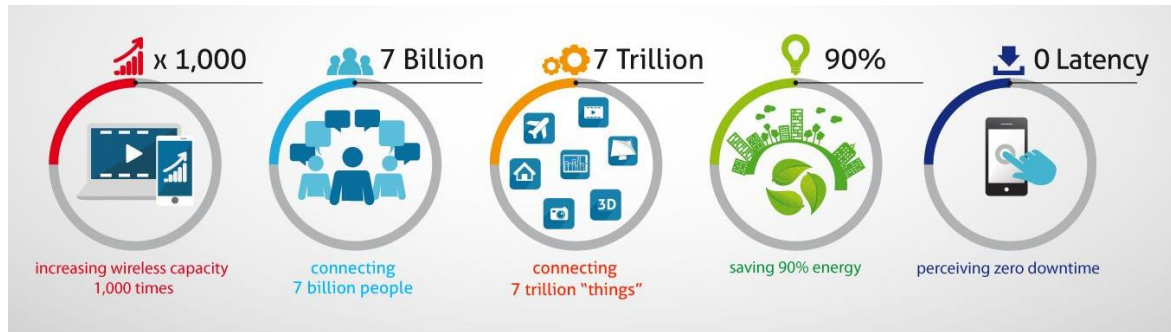 x 1,000
7 Billion
7 Trillion
90%
0 Latency
3D
increasing wireless capacity
1,000 times
connecting
7 billion people
connecting
7 trillion “things”
saving 90% energy
perceiving zero downtime